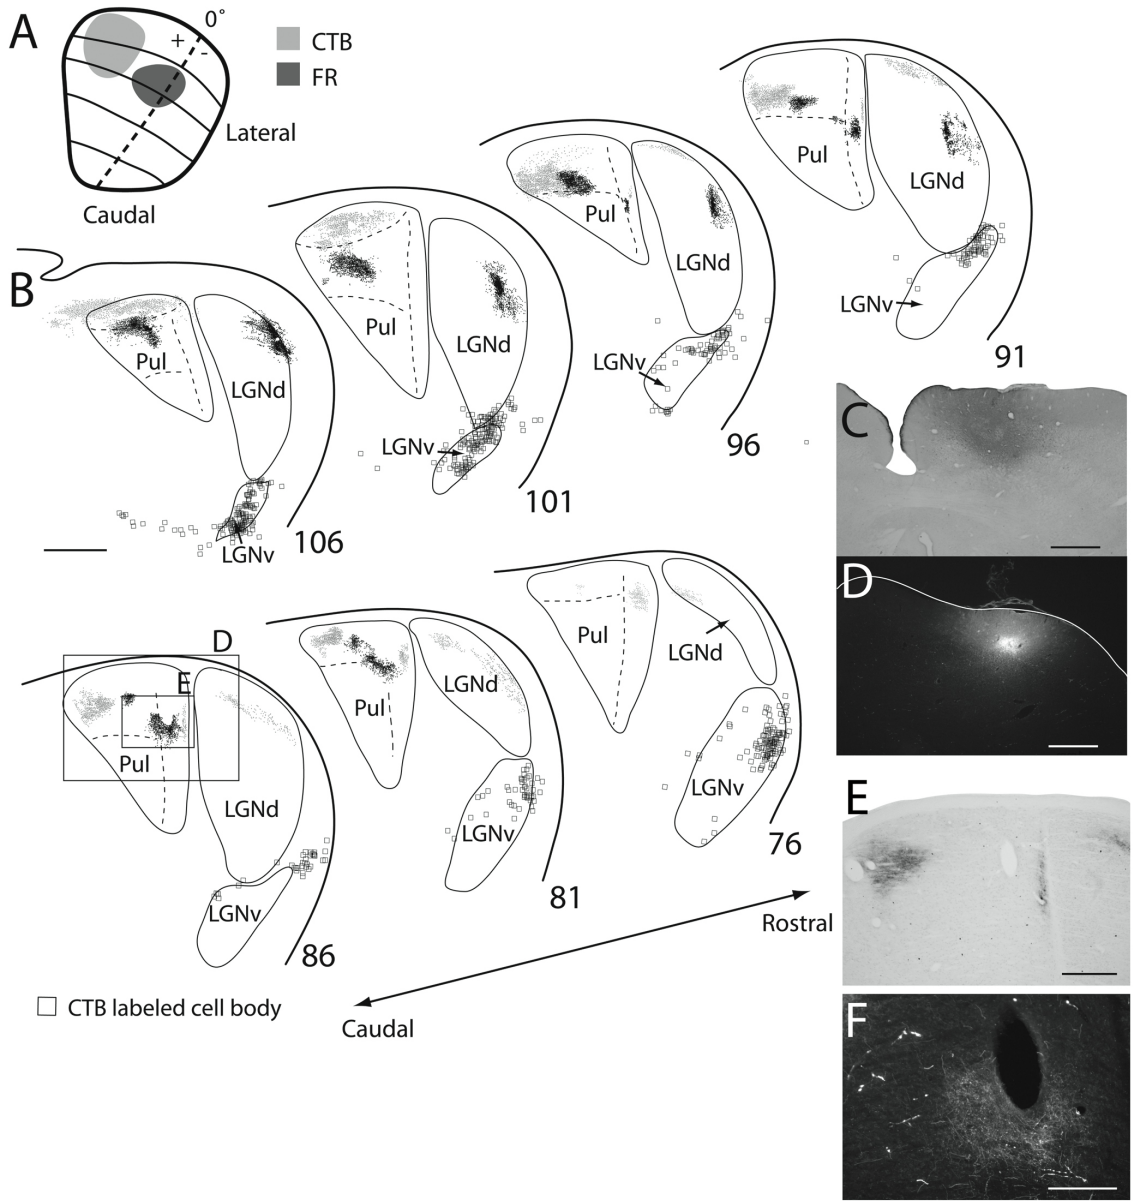 A
0°
+
-
CTB
FR
Lateral
Caudal
B
Pul
LGNd
LGNv
106
Pul
LGNd
LGNv
101
Pul
LGNd
LGNv
96
Pul
LGNd
LGNv
91
C
D
D
E
Pul
LGNd
LGNv
86
Pul
LGNd
LGNv
81
Pul
LGNd
LGNv
76
Rostral
Caudal
CTB labeled cell body
E
F